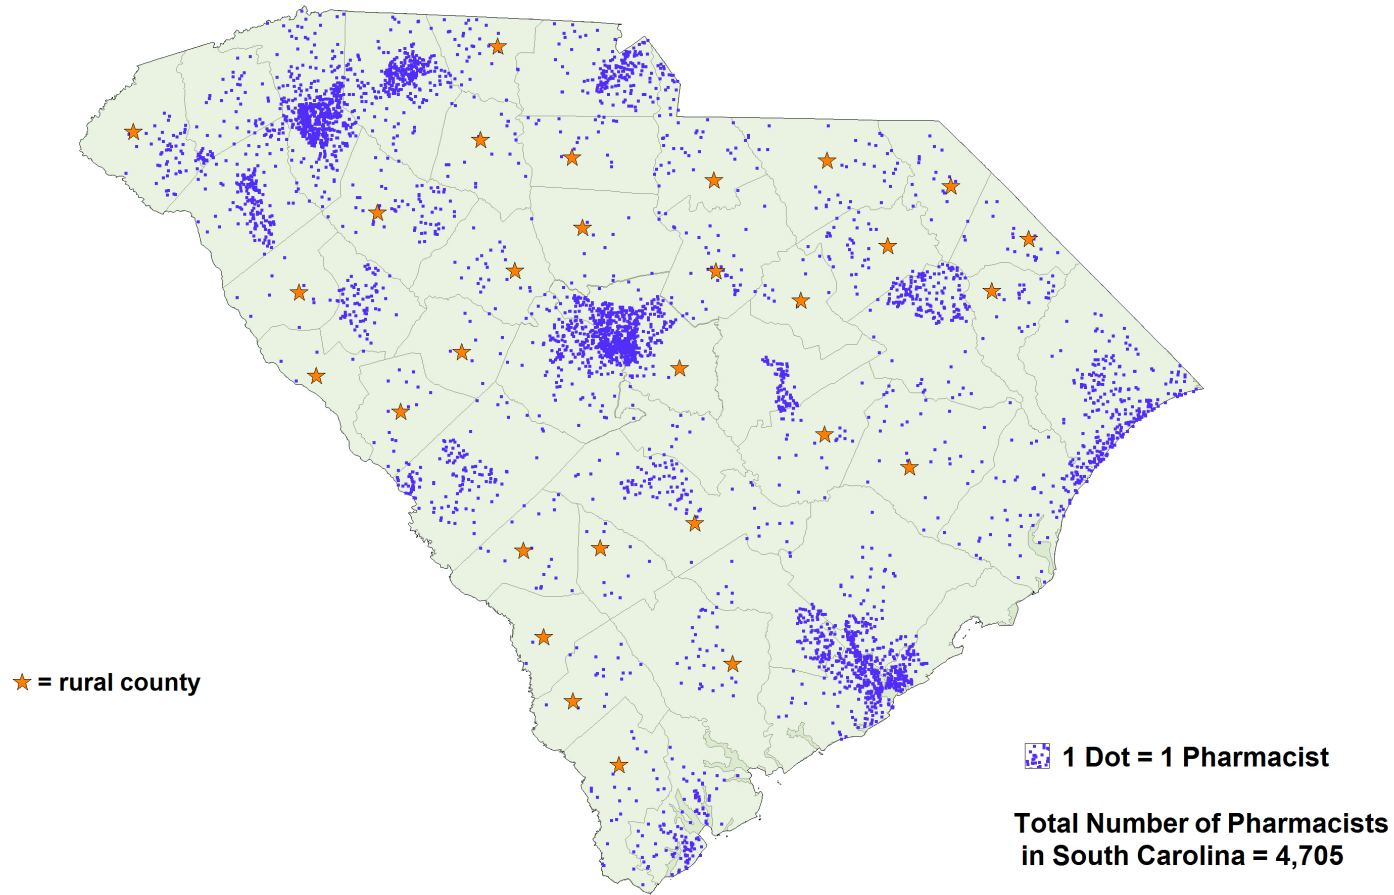 = rural county
1 Dot = 1 Pharmacist
Total Number of Pharmacists
in South Carolina = 4,705